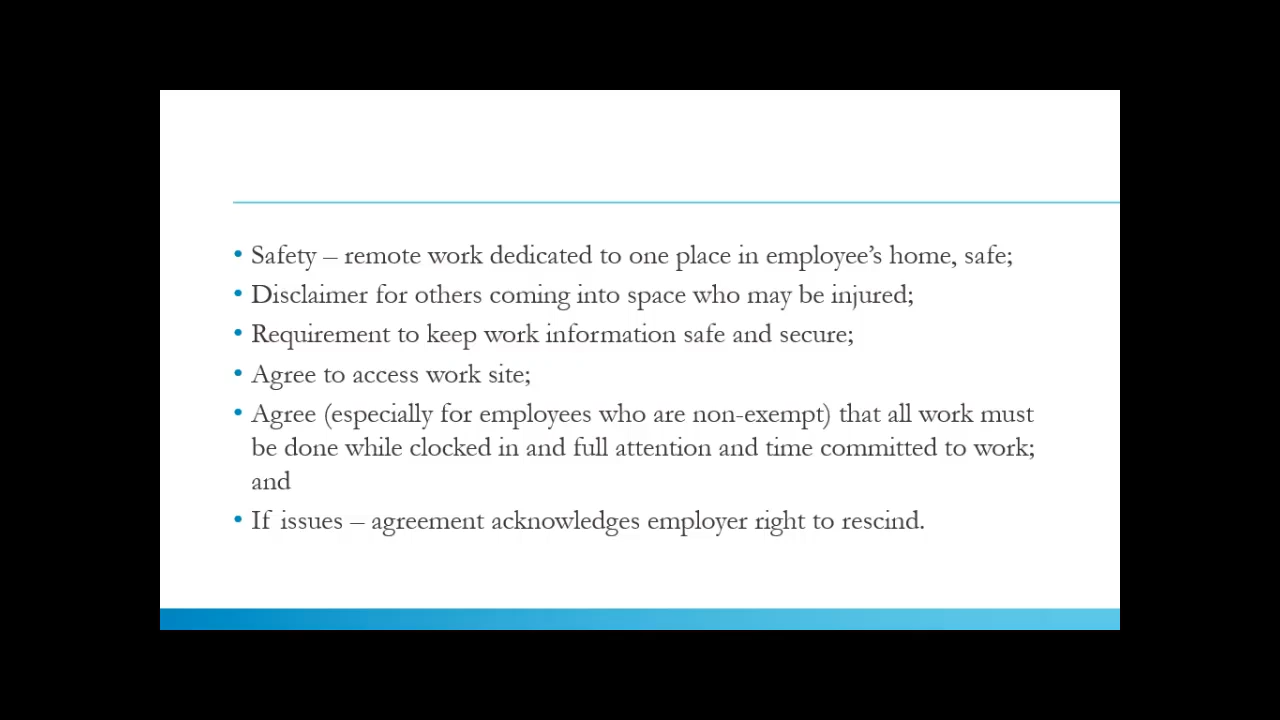 • Safety – remote work dedicated to one place in employee’s home, safe;
• Disclaimer for others coming into space who may be injured;
• Requirement to keep work information safe and secure;
• Agree to access work site;
• Agree (especially for employees who are non-exempt) that all work must
be done while clocked in and full attention and time committed to work;
and
• If issues – agreement acknowledges employer right to rescind.